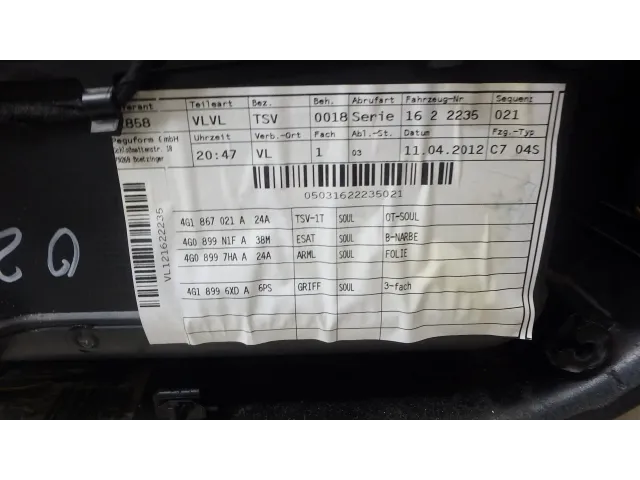 Teileart Bez. Beh. Abrufart Fahrzeug-Nr Sequenz
VLVL TSV 0018 Serie 16 2 2235 021
Peguform GmbH Uhrzeit Verb.-Ort Fach Abl.-St. Datum Fzg.-Typ
20:47 VL 1 03 11.04.2012 C7 04S
05031622235021
4G1 867 021 A 24A TSV-1T SOUL OT-SOUL
4G0 899 N1F A 38M ESAT SOUL B-NARBE
4G0 899 7HA A 24A ARML SOUL FOLIE
4G1 899 6XD A 6PS GRIFF SOUL 3-fach
VL121622235